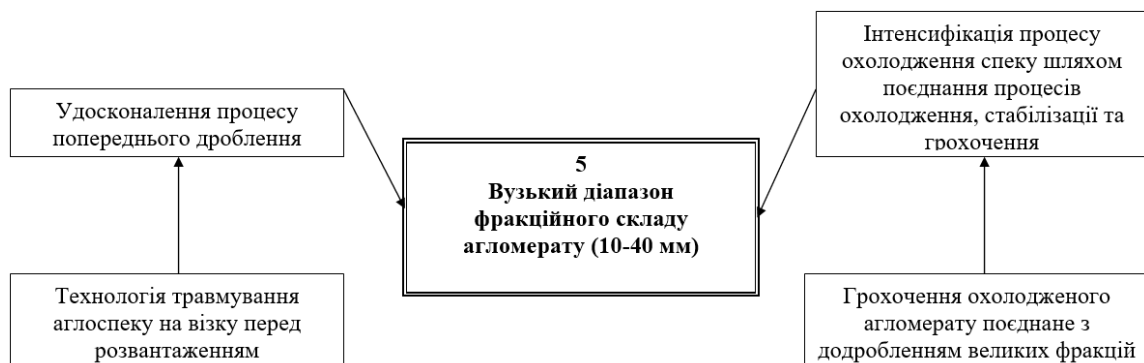 Удосконалення процесу
попереднього дроблення
Технологія травмування
аглоспеку на візку перед
розвантаженням
5
Вузький діапазон
фракційного складу
агломерату (10-40 мм)
Інтенсифікація процесу
охолодження спеку шляхом
поєднання процесів
охолодження, стабілізації та
грохочення
Грохочення охолодженого
агломерату поєднане з
додробленням великих фракцій